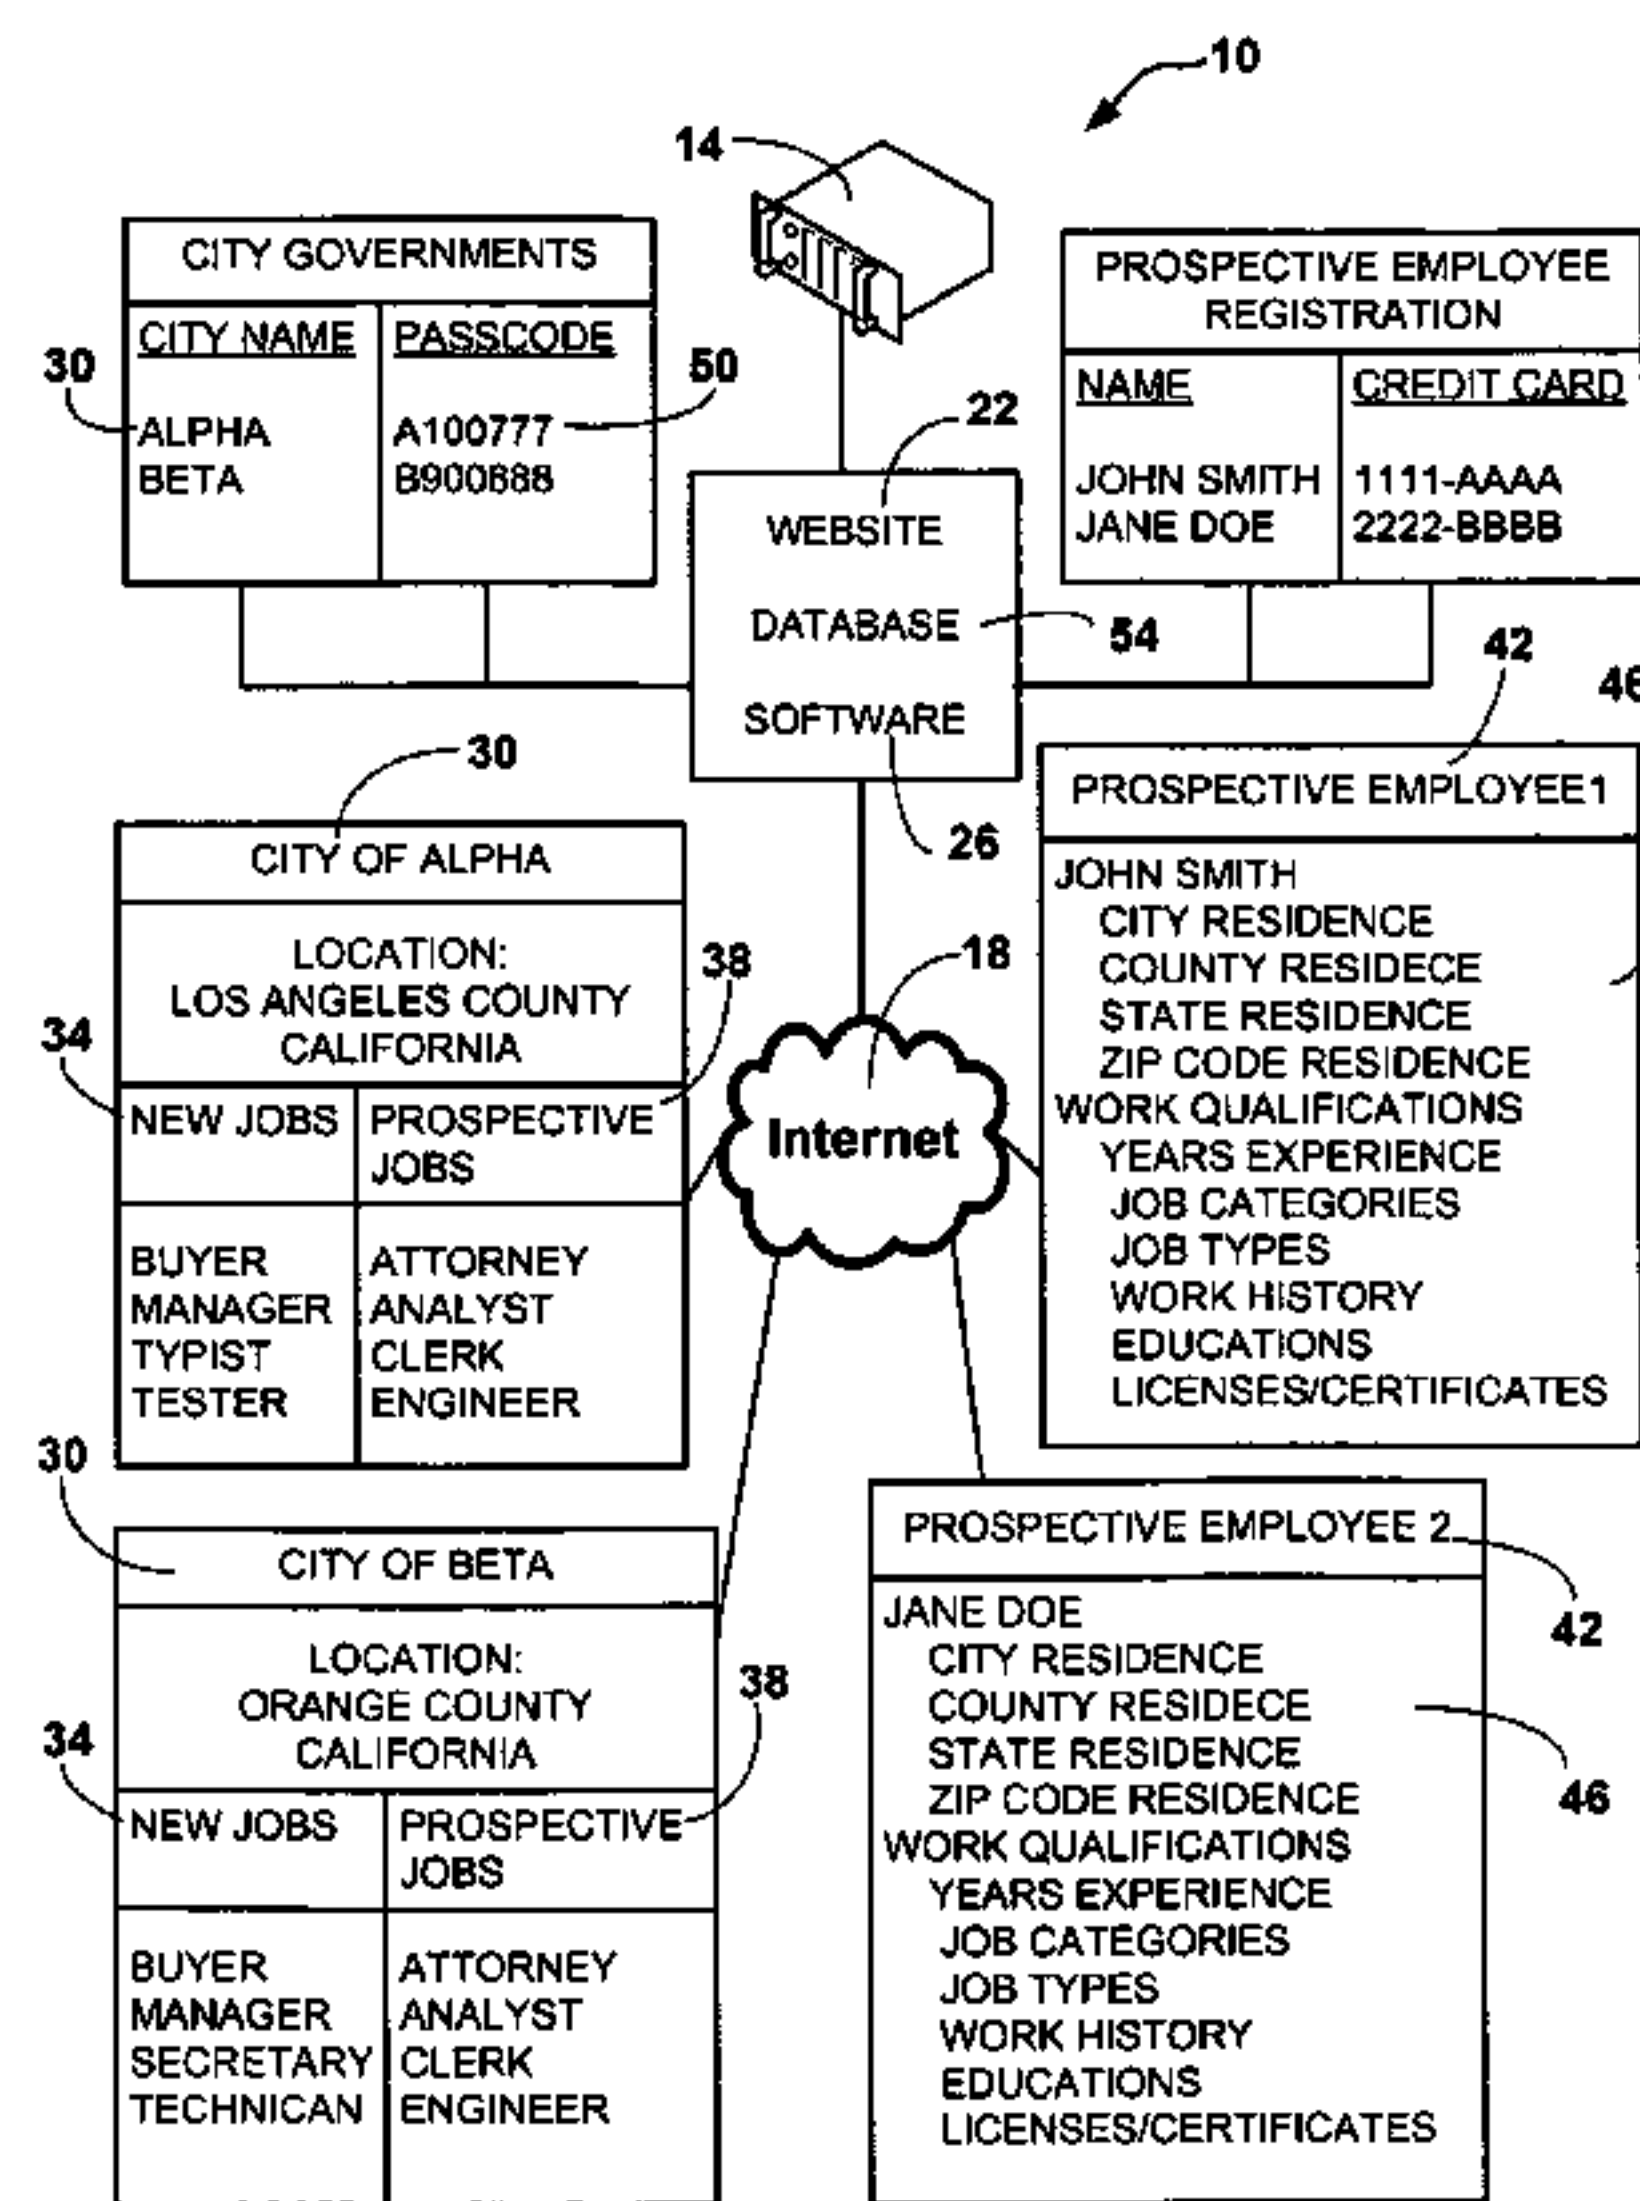 10
14
CITY GOVERNMENTS
CITY NAME PASSCODE
30
50
ALPHA A100777
BETA B900888
PROSPECTIVE EMPLOYEE
REGISTRATION
NAME CREDIT CARD
JOHN SMITH 1111-AAAA
JANE DOE 2222-BBBB
22
WEBSITE
DATABASE
54
SOFTWARE
26
30
CITY OF ALPHA
LOCATION:
LOS ANGELES COUNTY
CALIFORNIA
38
34
NEW JOBS PROSPECTIVE
JOBS
BUYER ATTORNEY
MANAGER ANALYST
TYPIST CLERK
TESTER ENGINEER
18
Internet
42
46
PROSPECTIVE EMPLOYEE1
JOHN SMITH
CITY RESIDENCE
COUNTY RESIDECE
STATE RESIDENCE
ZIP CODE RESIDENCE
WORK QUALIFICATIONS
YEARS EXPERIENCE
JOB CATEGORIES
JOB TYPES
WORK HISTORY
EDUCATIONS
LICENSES/CERTIFICATES
30
CITY OF BETA
LOCATION:
ORANGE COUNTY
CALIFORNIA
38
34
NEW JOBS PROSPECTIVE
JOBS
BUYER ATTORNEY
MANAGER ANALYST
SECRETARY CLERK
TECHNICAN ENGINEER
PROSPECTIVE EMPLOYEE 2
42
JANE DOE
CITY RESIDENCE
COUNTY RESIDECE
STATE RESIDENCE
ZIP CODE RESIDENCE
46
WORK QUALIFICATIONS
YEARS EXPERIENCE
JOB CATEGORIES
JOB TYPES
WORK HISTORY
EDUCATIONS
LICENSES/CERTIFICATES